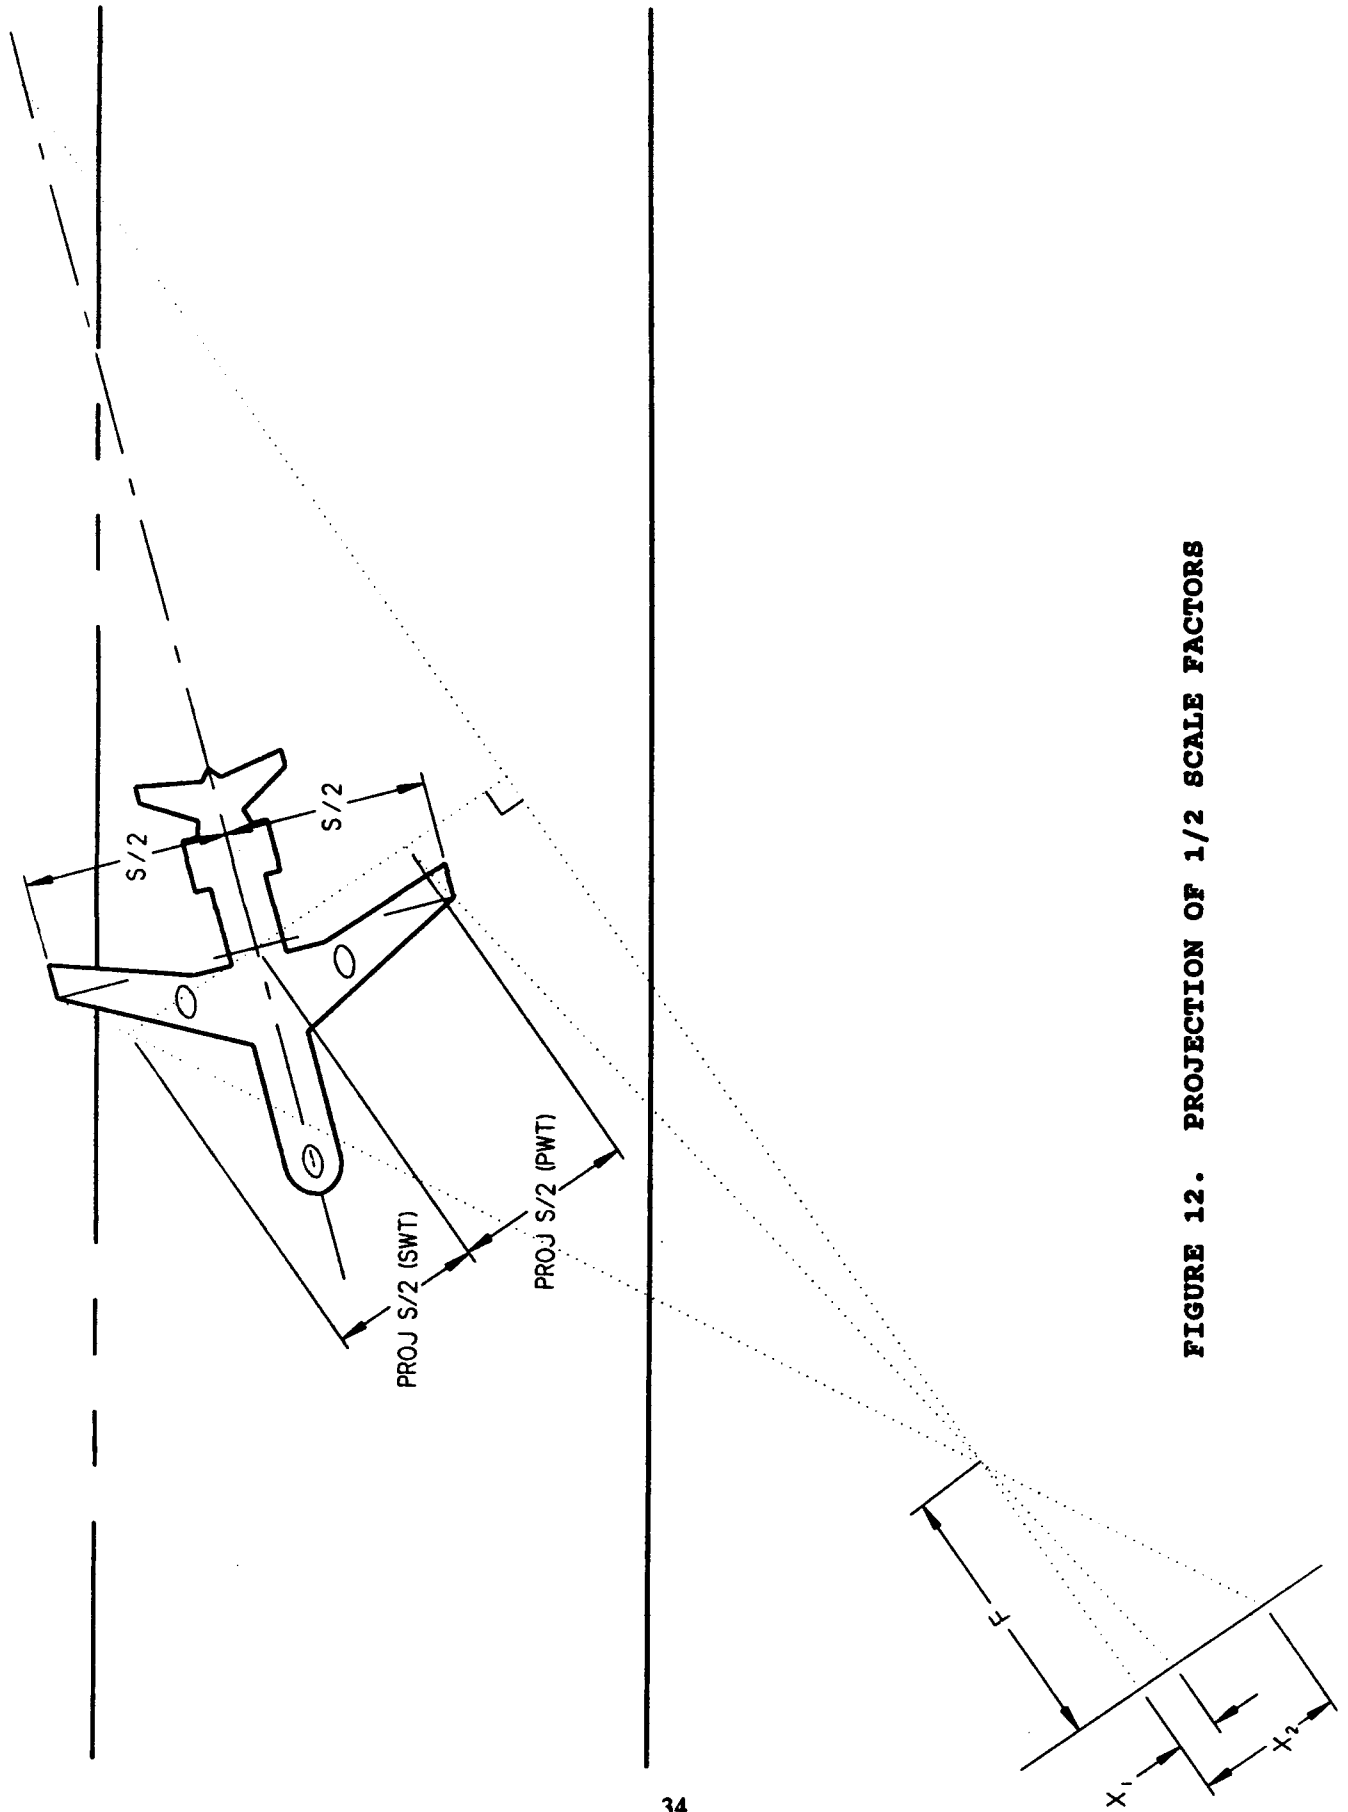 S/2
S/2
PROJ S/2 (SWT)
PROJ S/2 (PWT)
F
X₁
X₂
FIGURE 12. PROJECTION OF 1/2 SCALE FACTORS
34